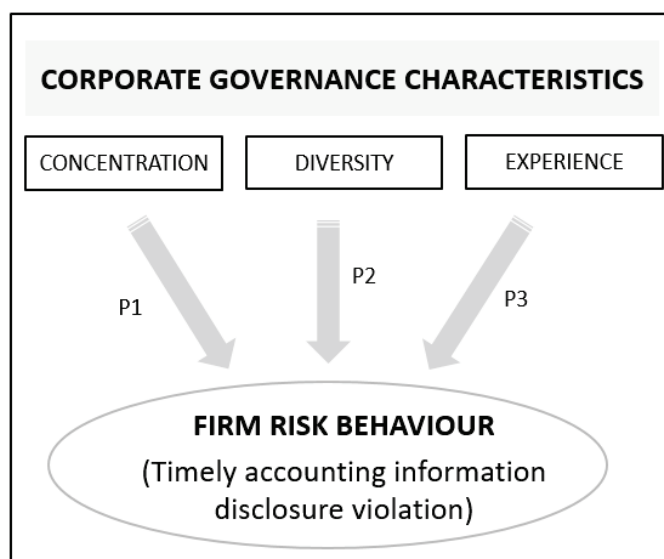 CORPORATE GOVERNANCE CHARACTERISTICS
CONCENTRATION
DIVERSITY
EXPERIENCE
P1
P2
P3
FIRM RISK BEHAVIOUR
(Timely accounting information
disclosure violation)